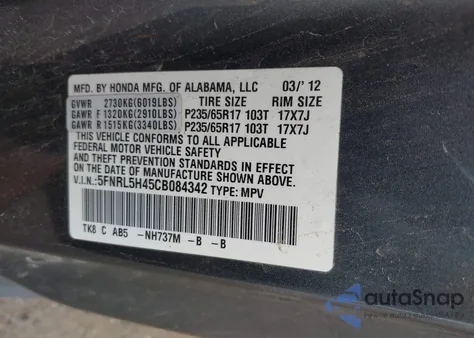 MFD. BY HONDA MFG. OF ALABAMA, LLC 03/'12
GVWR 2730KG(6019LBS) TIRE SIZE RIM SIZE
GAWR F 1320KG(2910LBS) P235/65R17 103T 17X7J
GAWR R 1515KG(3340LBS) P235/65R17 103T 17X7J
THIS VEHICLE CONFORMS TO ALL APPLICABLE
FEDERAL MOTOR VEHICLE SAFETY
AND THEFT PREVENTION STANDARDS IN EFFECT
ON THE DATE OF MANUFACTURE SHOWN ABOVE.
V.I.N.:5FNRL5H45CB084342 TYPE: MPV
TK8 C AB5 -NH737M -B -B
autoSnap